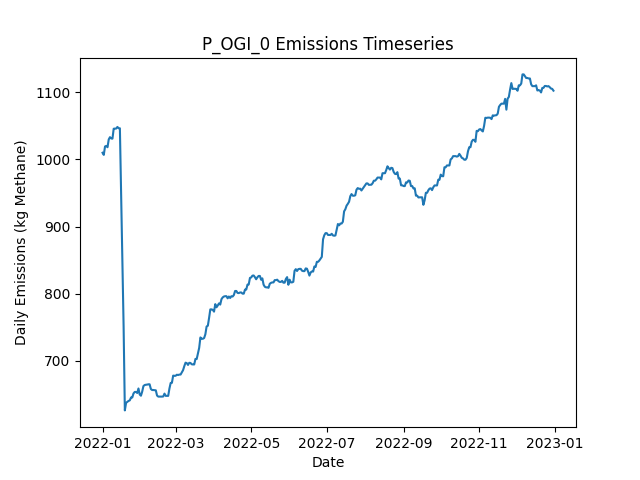 P_OGI_0 Emissions Timeseries
Daily Emissions (kg Methane)
1100
1000
900
800
700
2022-01 2022-03 2022-05 2022-07 2022-09 2022-11 2023-01
Date